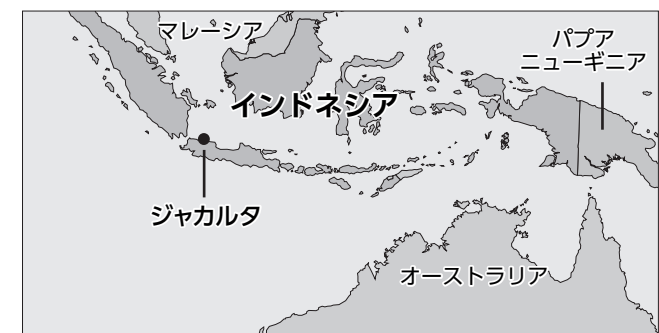 マレーシア
パプア
ニューギニア
インドネシア
ジャカルタ
オーストラリア